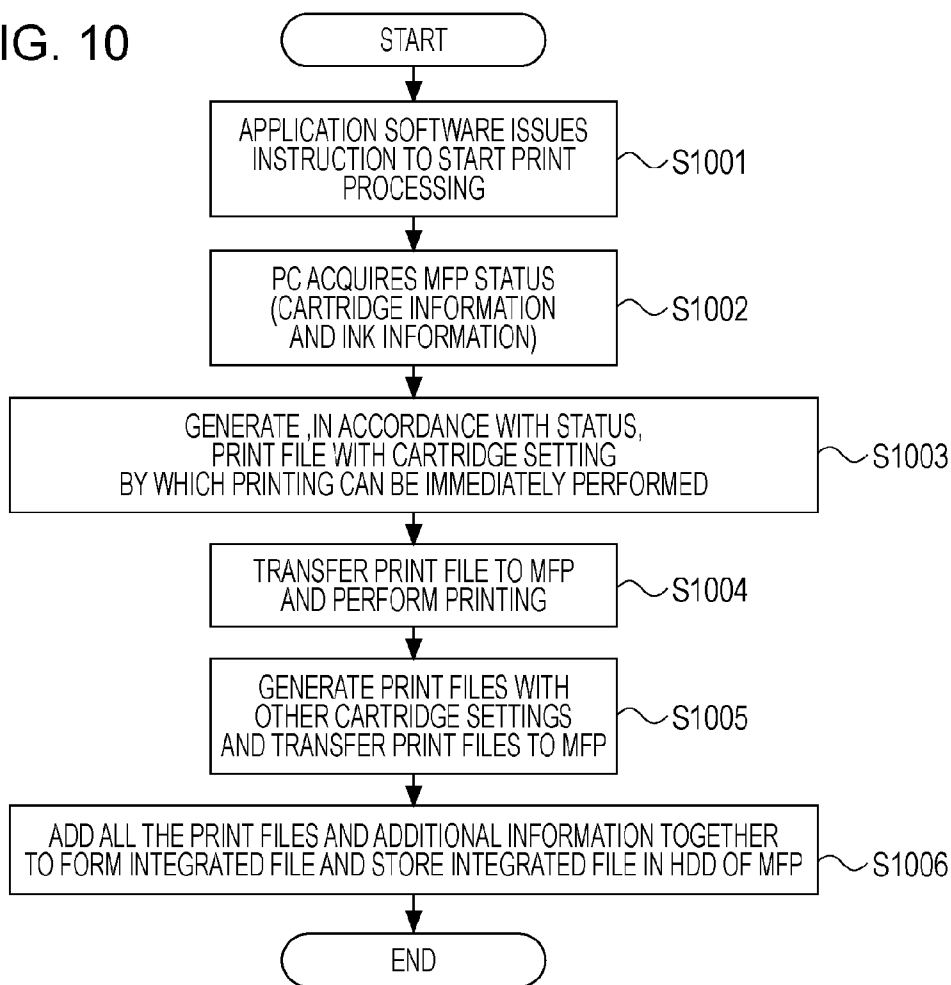 IG. 10
START
APPLICATION SOFTWARE ISSUES
INSTRUCTION TO START PRINT
PROCESSING
S1001
PC ACQUIRES MFP STATUS
(CARTRIDGE INFORMATION
AND INK INFORMATION)
S1002
GENERATE ,IN ACCORDANCE WITH STATUS,
PRINT FILE WITH CARTRIDGE SETTING
BY WHICH PRINTING CAN BE IMMEDIATELY PERFORMED
S1003
TRANSFER PRINT FILE TO MFP
AND PERFORM PRINTING
S1004
GENERATE PRINT FILES WITH
OTHER CARTRIDGE SETTINGS
AND TRANSFER PRINT FILES TO MFP
S1005
ADD ALL THE PRINT FILES AND ADDITIONAL INFORMATION TOGETHER
TO FORM INTEGRATED FILE AND STORE INTEGRATED FILE IN HDD OF MFP
S1006
END